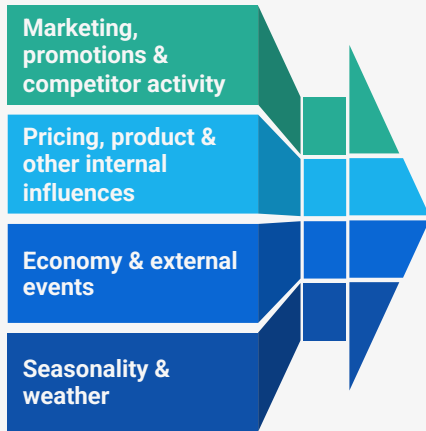 Marketing,
promotions &
competitor activity
Pricing, product &
other internal
influences
Economy & external
events
Seasonality &
weather